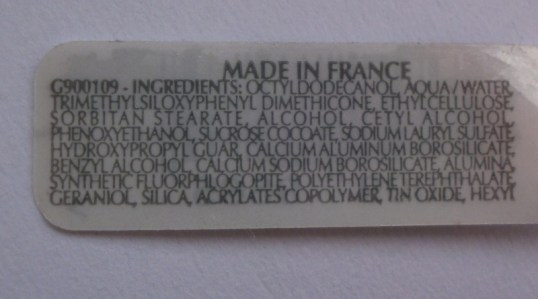 MADE IN FRANCE
G900109 - INGREDIENTS: OCTYLDODECANOL, AQUA/WATER,
TRIMETHYLSILOXYPHENYL DIMETHICONE, ETHYLCELLULOSE,
SORBITAN STEARATE, ALCOHOL, CETYL ALCOHOL,
PHENOXYETHANOL, SUCROSE COCOATE, SODIUM LAURYL SULFATE,
HYDROXYPROPYL GUAR, CALCIUM ALUMINUM BOROSILICATE,
BENZYL ALCOHOL, CALCIUM SODIUM BOROSILICATE, ALUMINA,
SYNTHETIC FLUORPHLOGOPITE, POLYETHYLENE TEREPHTHALATE,
GERANIOL, SILICA, ACRYLATES COPOLYMER, TIN OXIDE, HEXYL